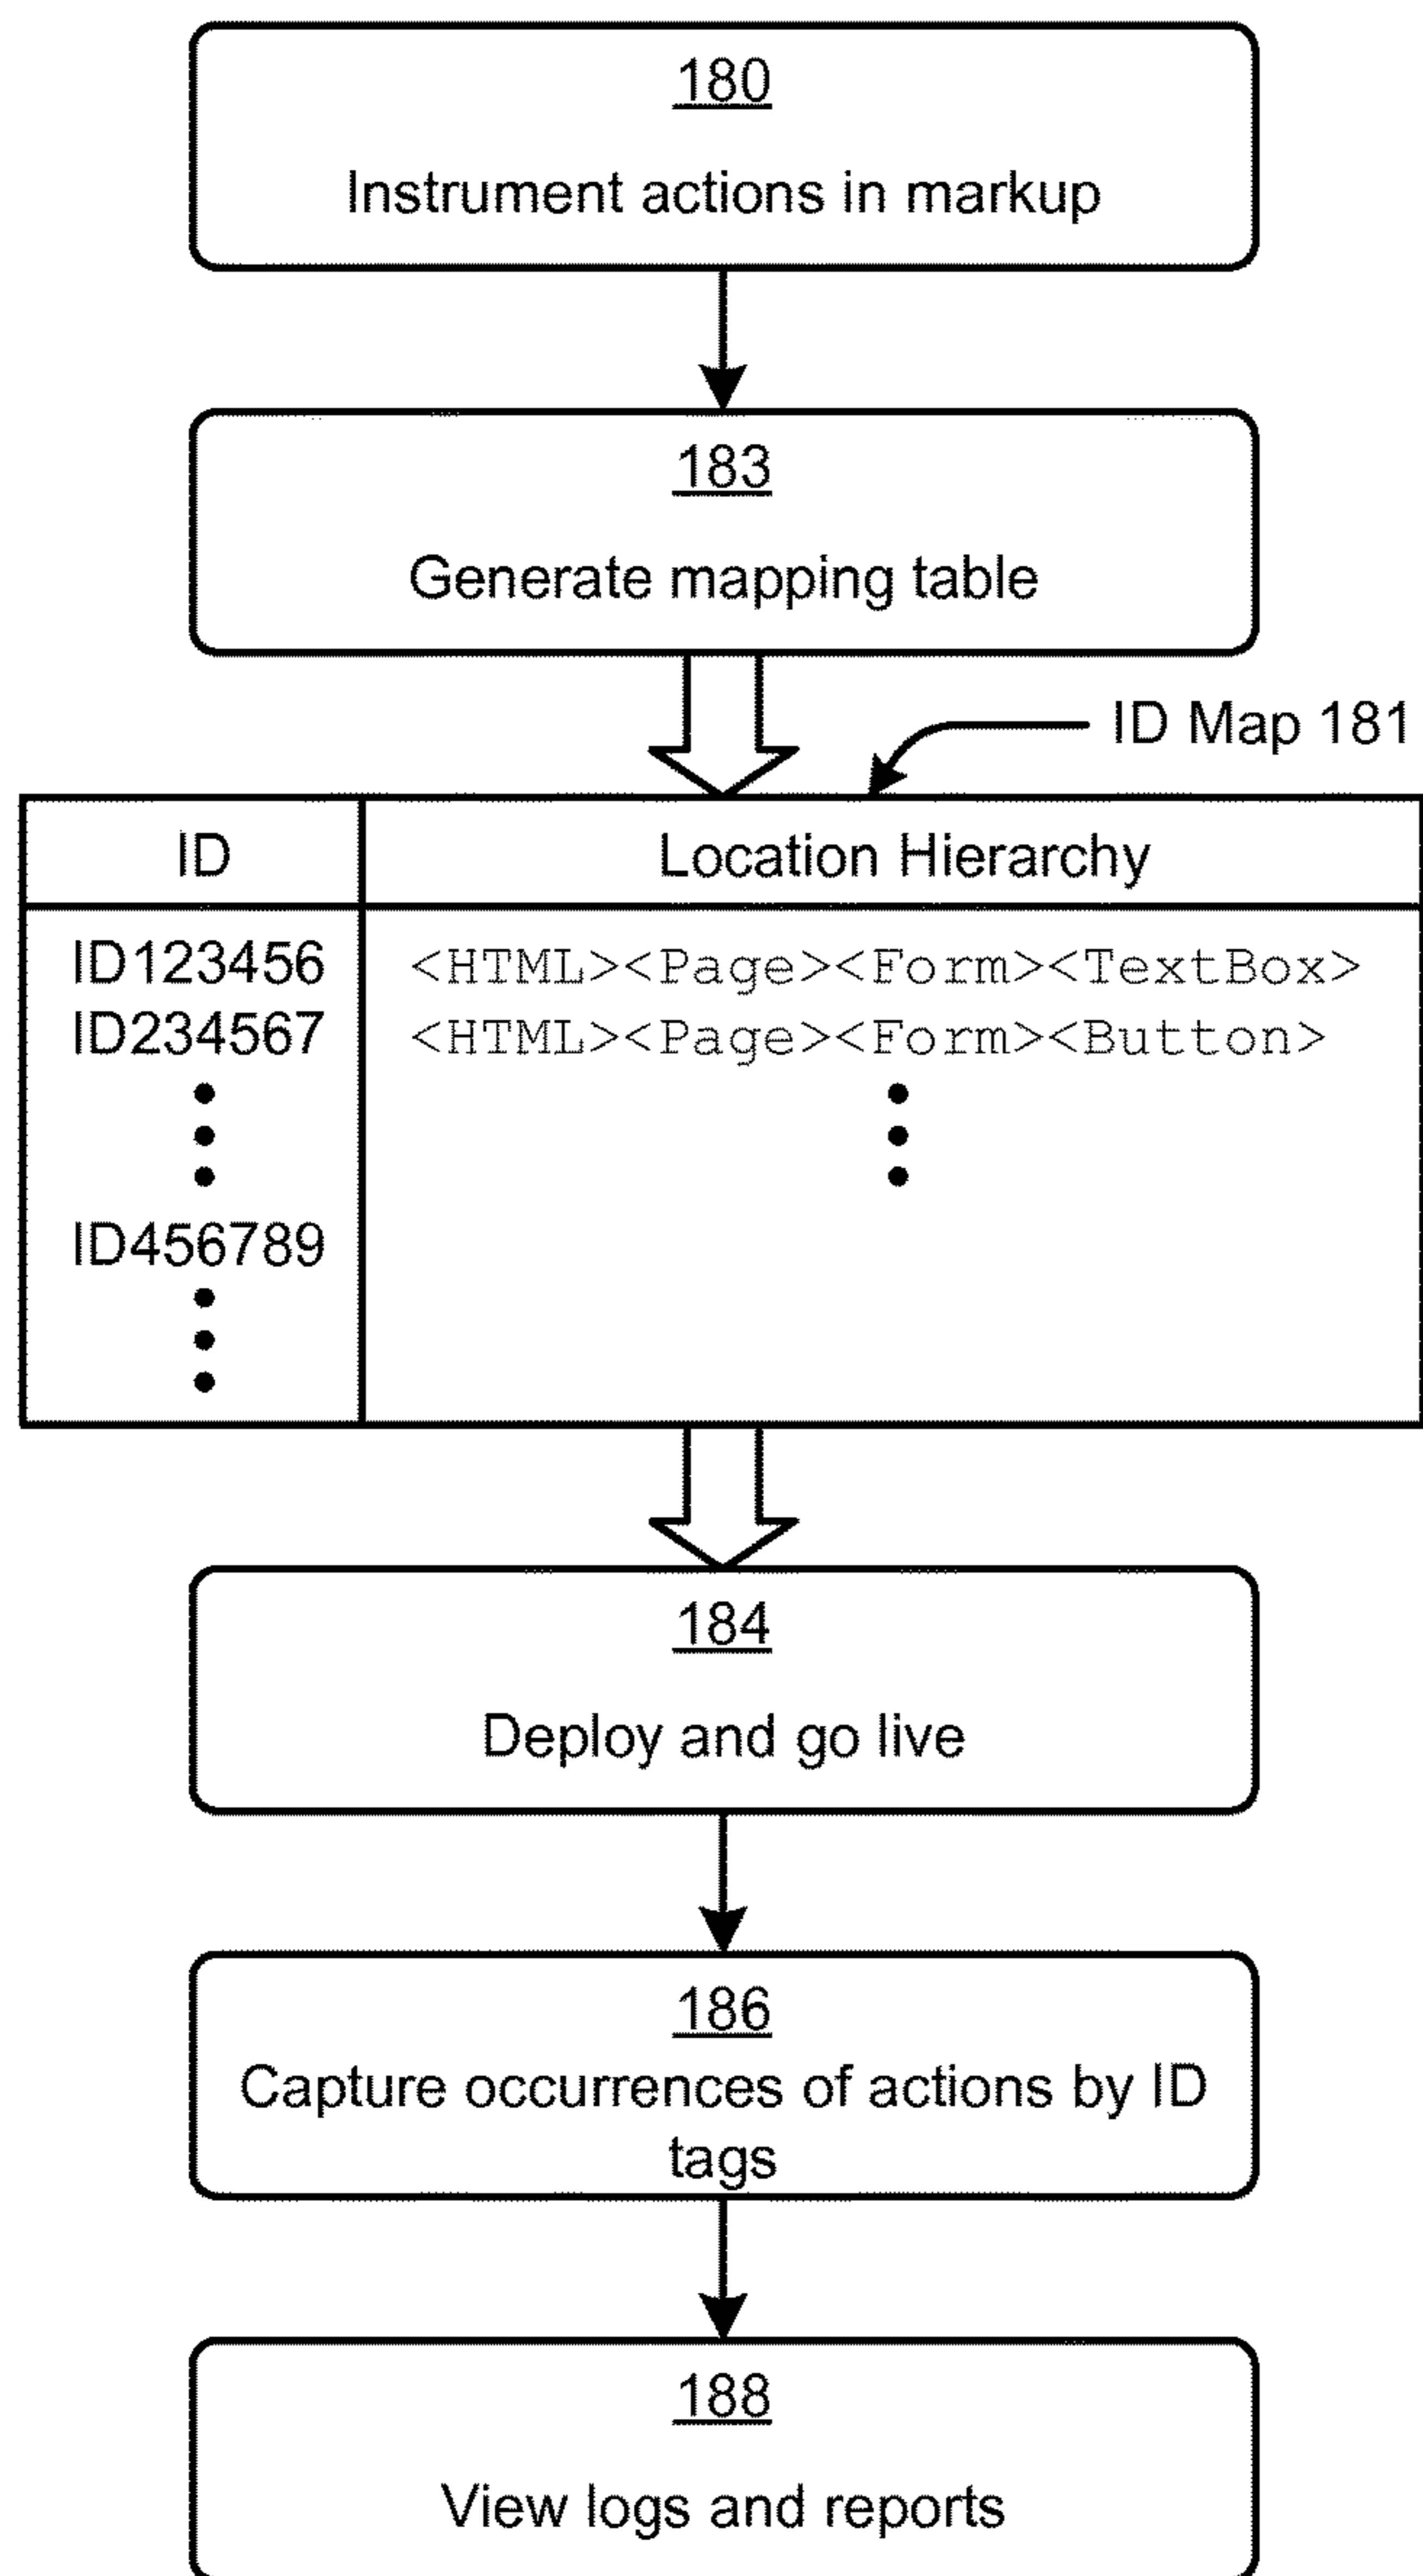 180
Instrument actions in markup
183
Generate mapping table
ID Map 181
ID Location Hierarchy
ID123456 <HTML><Page><Form><TextBox>
ID234567 <HTML><Page><Form><Button>
ID456789
184
Deploy and go live
186
Capture occurrences of actions by ID
tags
188
View logs and reports